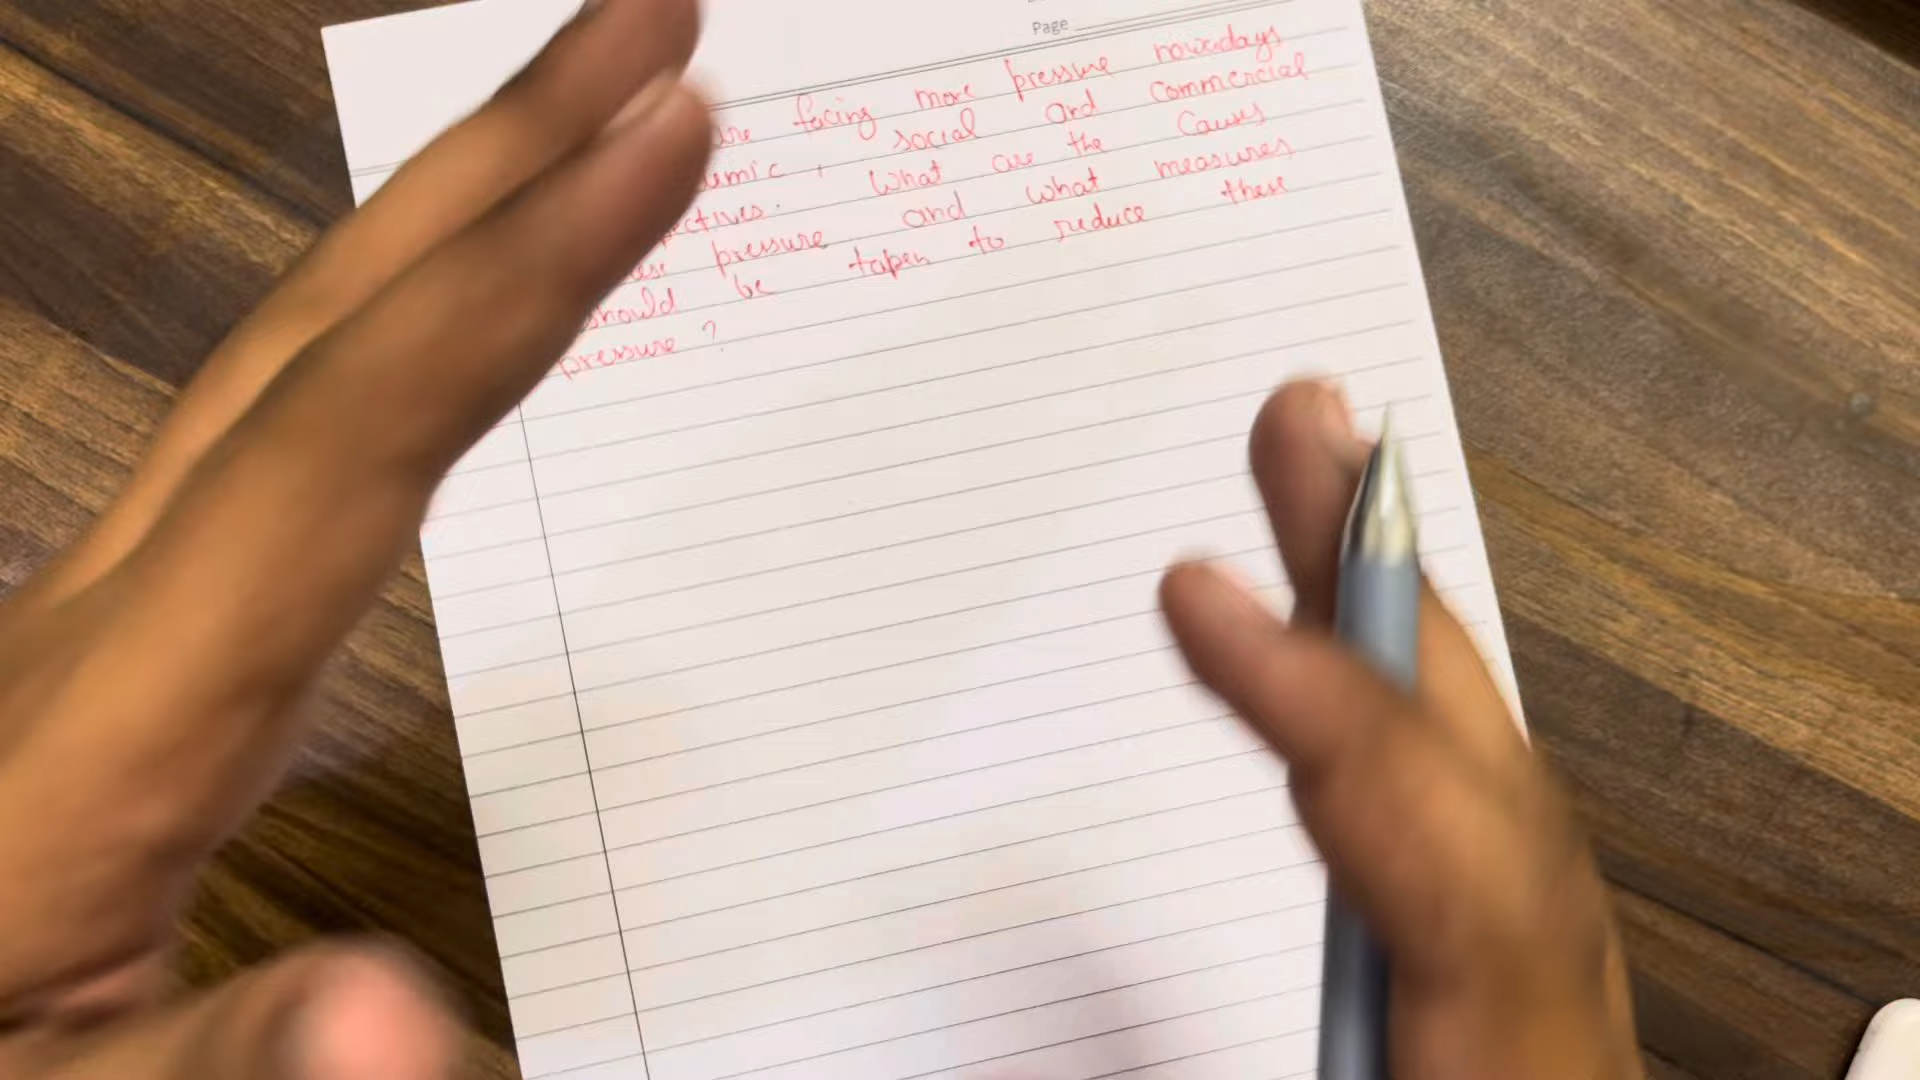 Page
facing more pressure nowadays
social and commercial
What are the causes
pressure and what measures
should be taken to reduce these
pressure ?